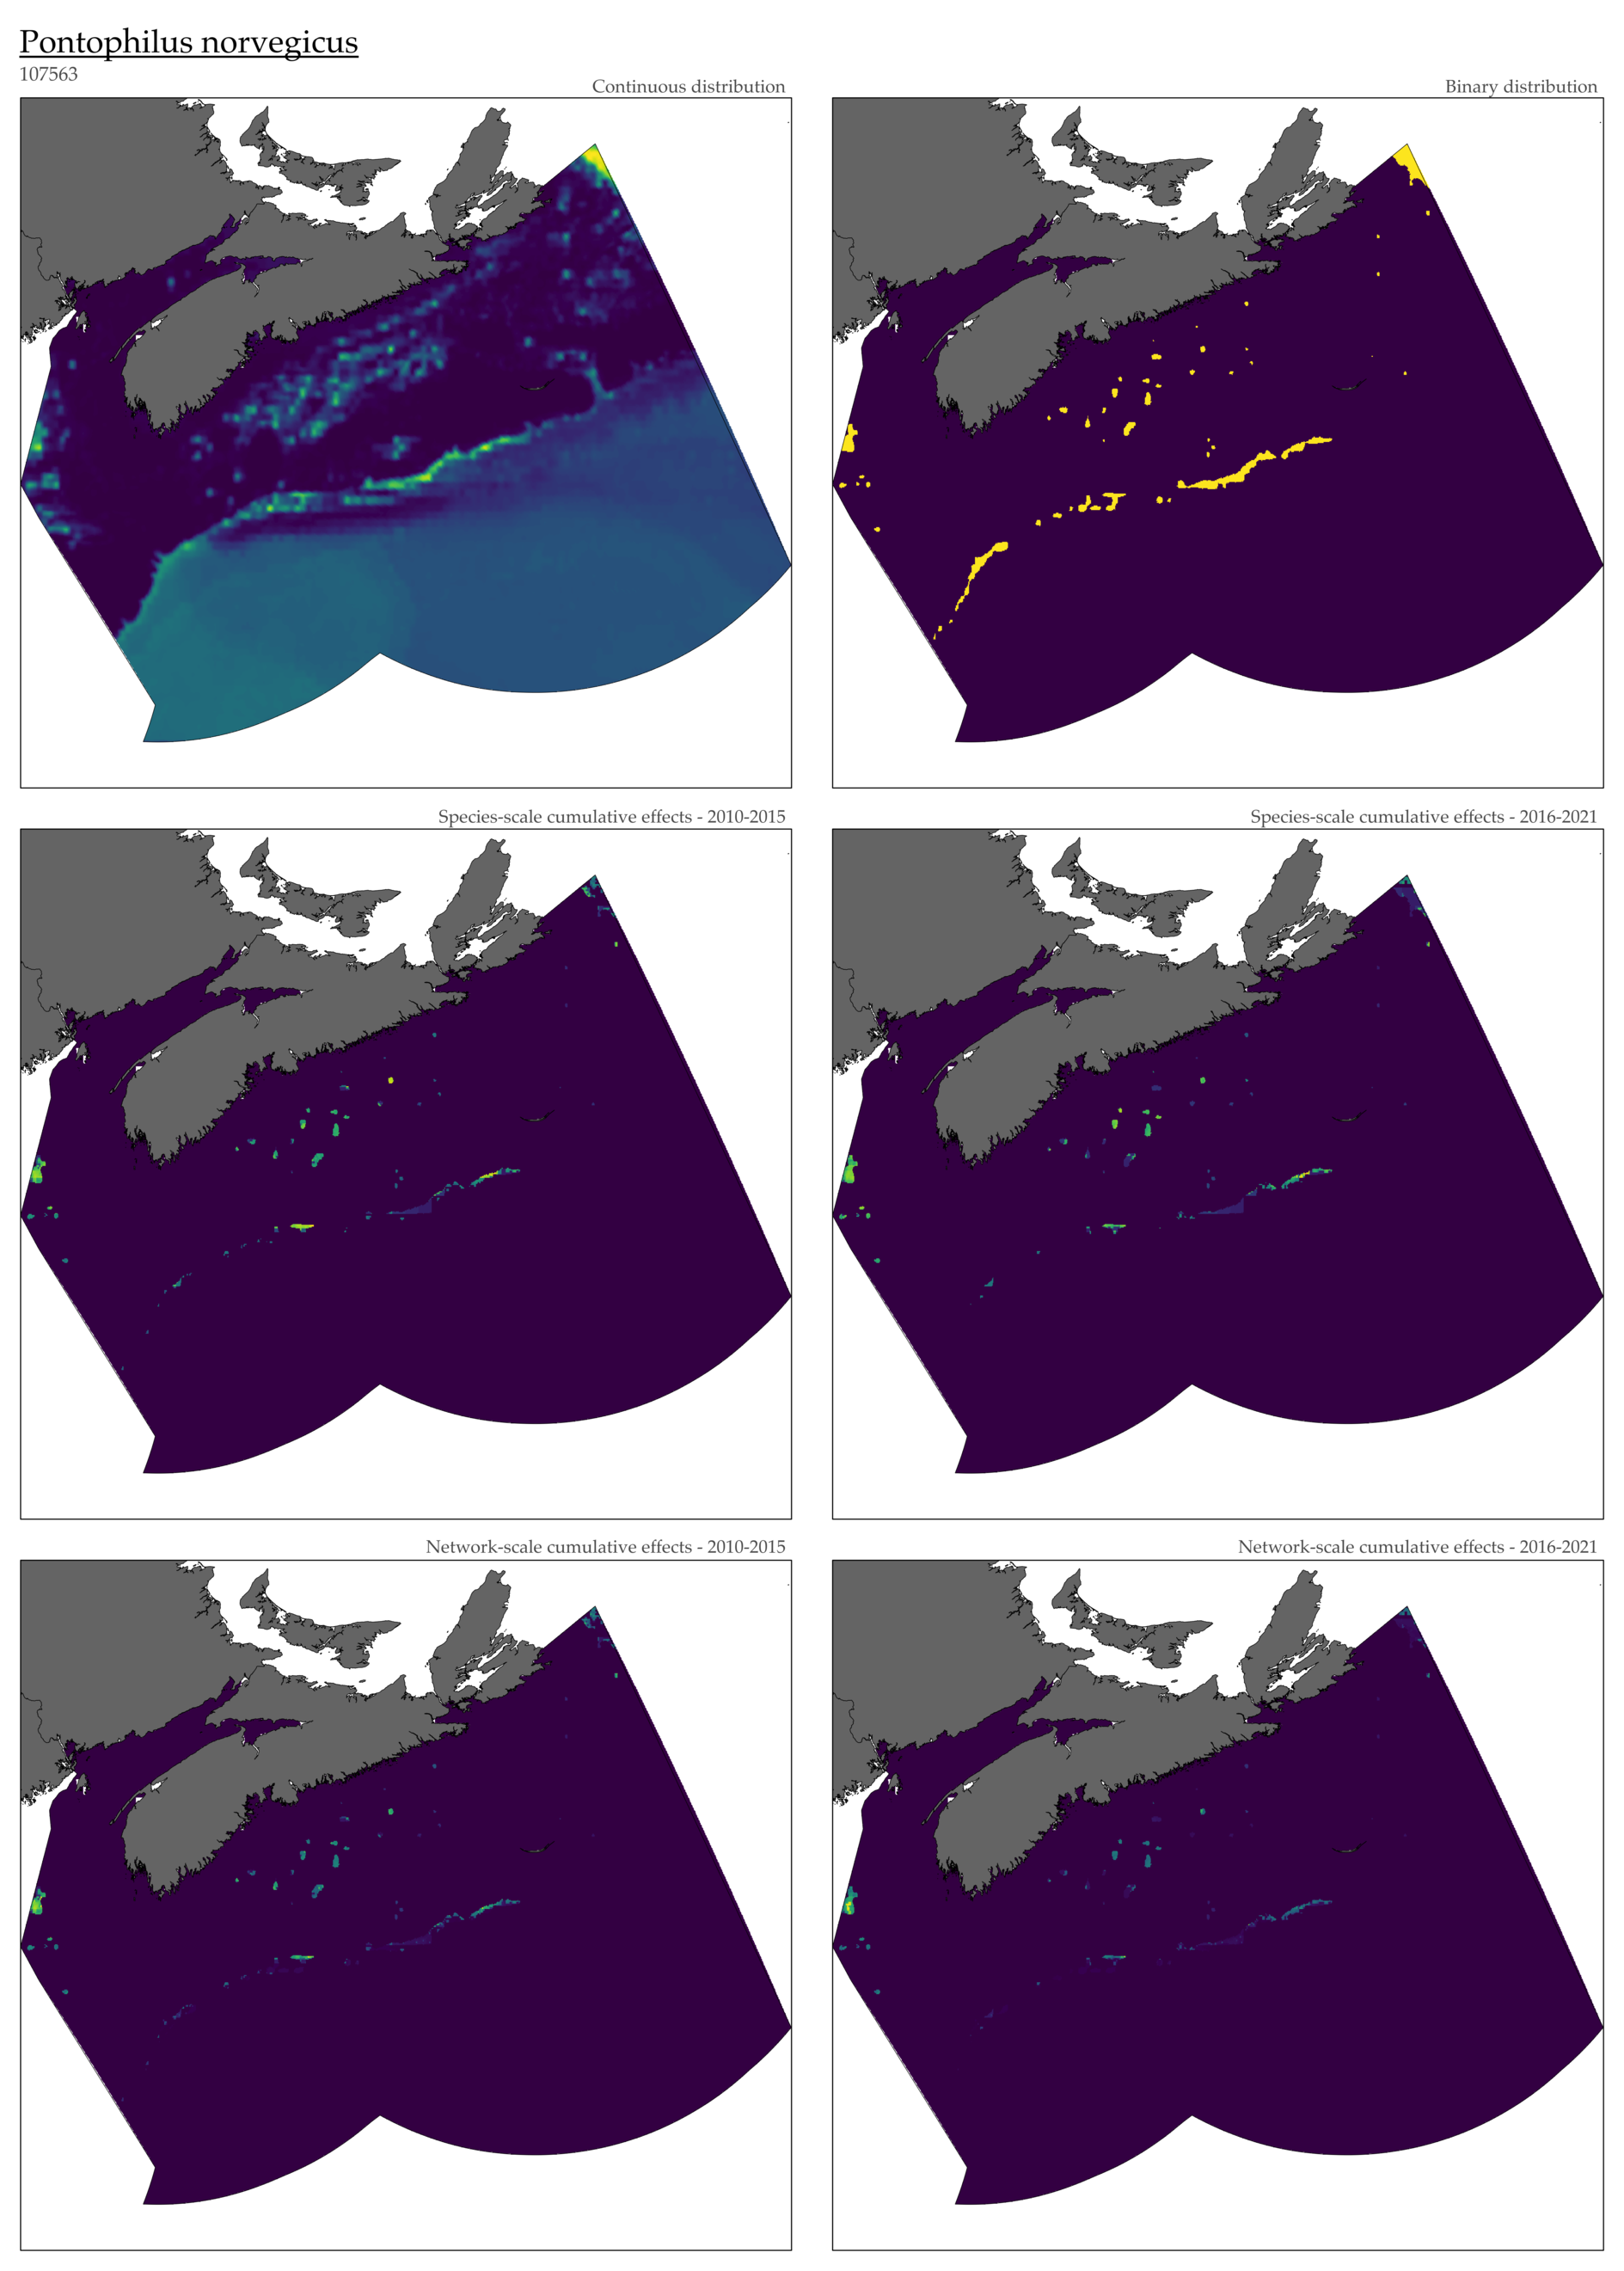 Pontophilus norvegicus
107563
Continuous distribution
Binary distribution
Species-scale cumulative effects - 2010-2015
Species-scale cumulative effects - 2016-2021
Network-scale cumulative effects - 2010-2015
Network-scale cumulative effects - 2016-2021